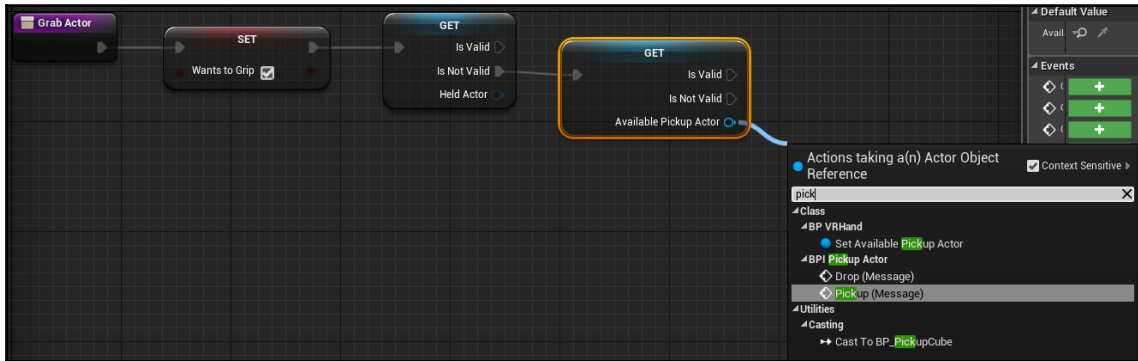 Grab Actor
SET
Wants to Grip
GET
Is Valid
Is Not Valid
Held Actor
GET
Is Valid
Is Not Valid
Available Pickup Actor
Default Value
Avail
Events
Actions taking a(n) Actor Object
Reference
Context Sensitive
pick
Class
BP VRHand
Set Available Pickup Actor
BPI Pickup Actor
Drop (Message)
Pickup (Message)
Utilities
Casting
Cast To BP_PickupCube